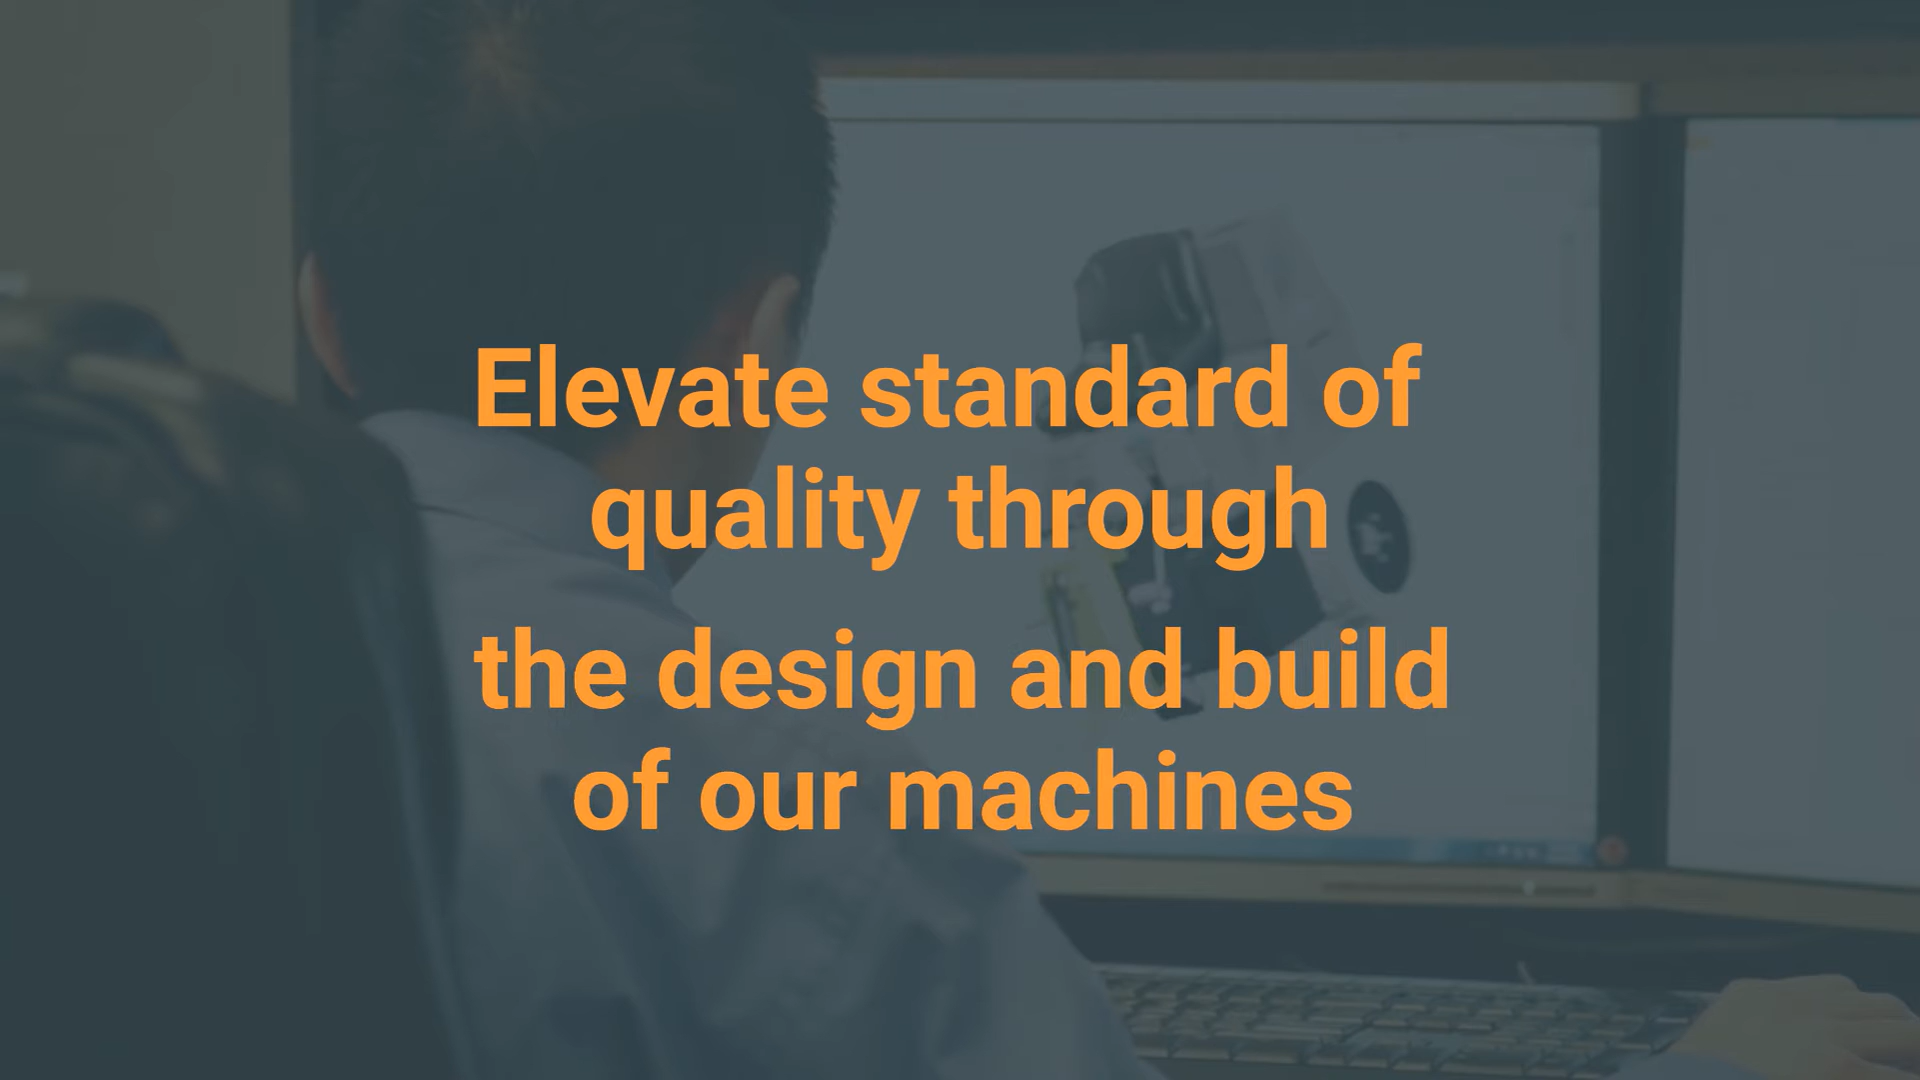 Elevate standard of
quality through
the design and build
of our machines